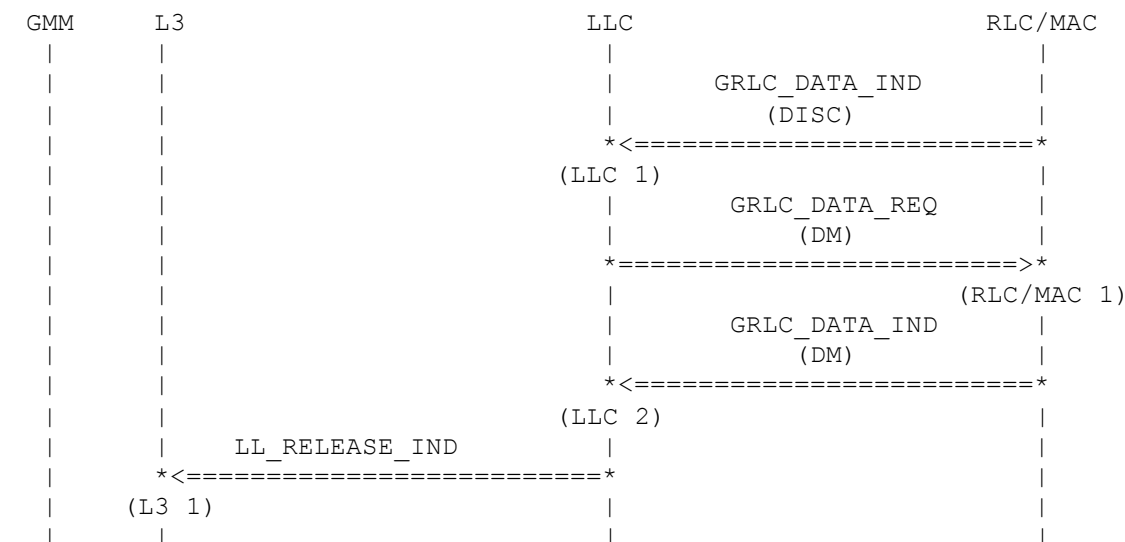 GMM L3 LLC RLC/MAC
| | | |
| | | GRLC_DATA_IND |
| | | (DISC) |
| | *<=========================*
| | (LLC 1) |
| | | GRLC_DATA_REQ |
| | | (DM) |
| | *=========================>*
| | | (RLC/MAC 1)
| | | GRLC_DATA_IND |
| | | (DM) |
| | *<=========================*
| | (LLC 2) |
| | LL_RELEASE_IND | |
| *<==========================* |
| (L3 1) | |
| | | |